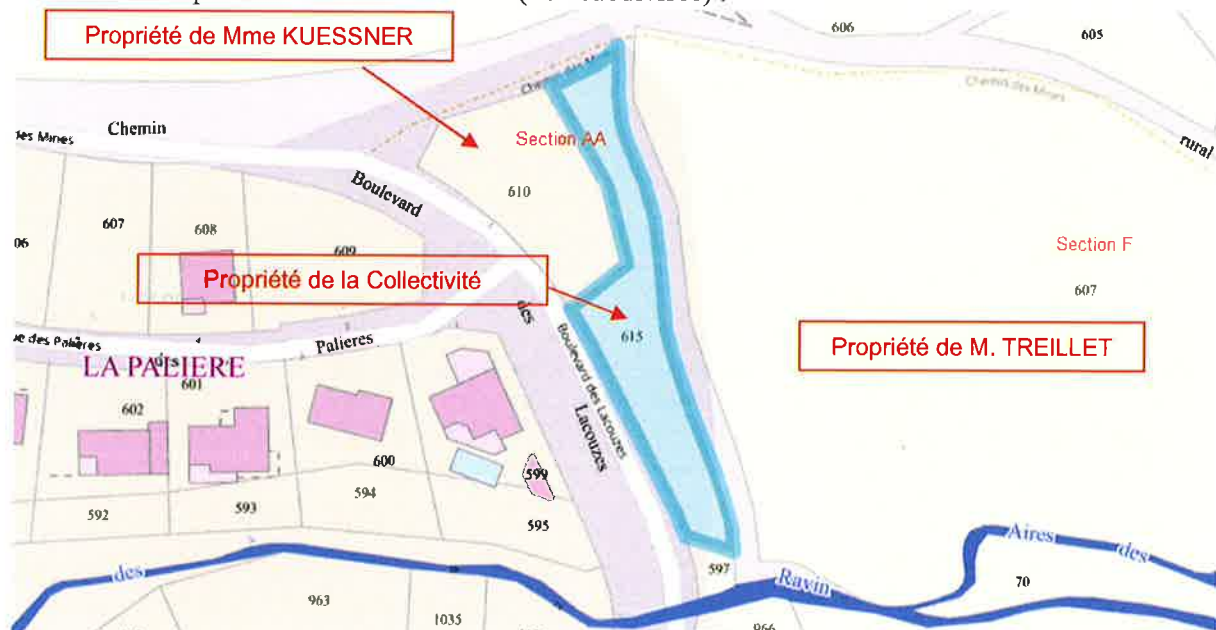 Propriété de Mme KUESSNER
606
605
Chemin des Mines
Chemin
des Mines
Section AA
rural
610
Boulevard
607
608
609
06
Section F
607
Propriété de la Collectivité
des
615
Propriété de M. TREILLET
Palieres
LA PALIERE
des
601
602
Boulevard des Lacouzes
Lacouzes
600
599
594
592
593
595
597
Aires des
des
Ravin
70
963
1035
966